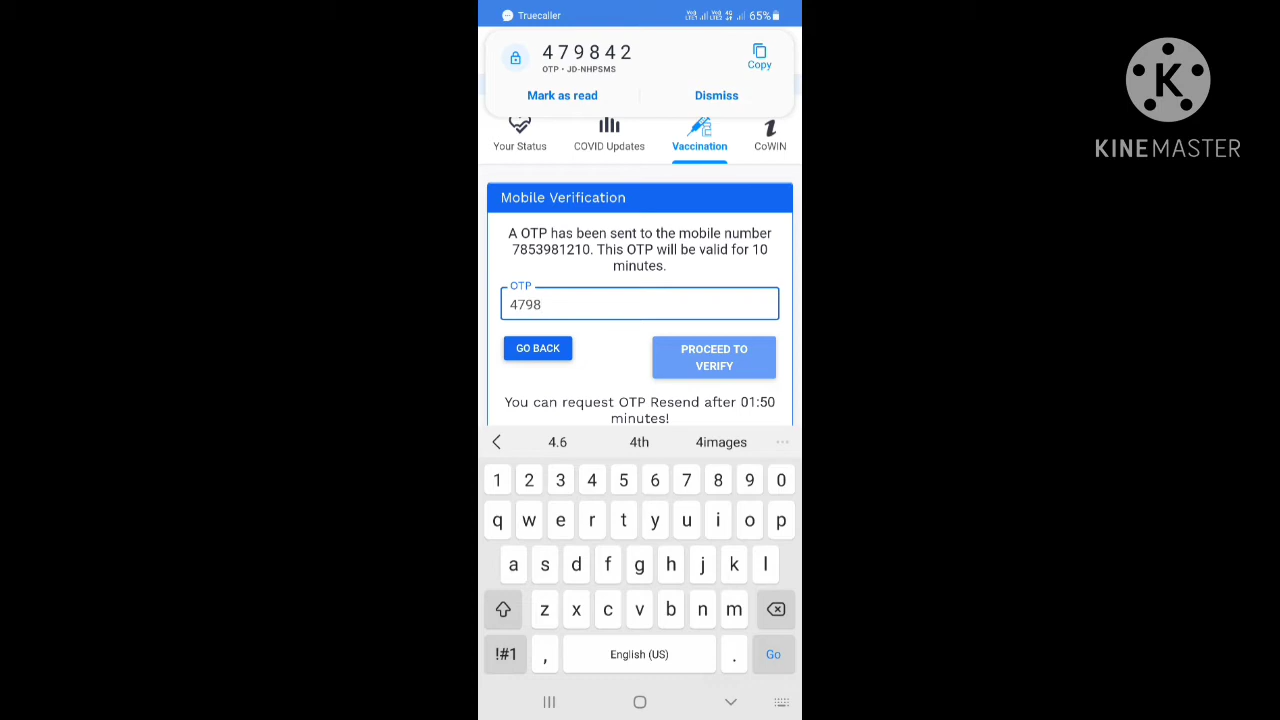 Truecaller
65%
479842
OTP • JD-NHPSMS
Copy
Mark as read
Dismiss
Your Status
COVID Updates
Vaccination
CoWIN
K
KINEMASTER
Mobile Verification
A OTP has been sent to the mobile number
7853981210. This OTP will be valid for 10
minutes.
OTP
4798
GO BACK
PROCEED TO
VERIFY
You can request OTP Resend after 01:50
minutes!
4.6 4th 4images
1 2 3 4 5 6 7 8 9 0
q w e r t y u i o p
a s d f g h j k l
z x c v b n m
!#1 , English (US) . Go